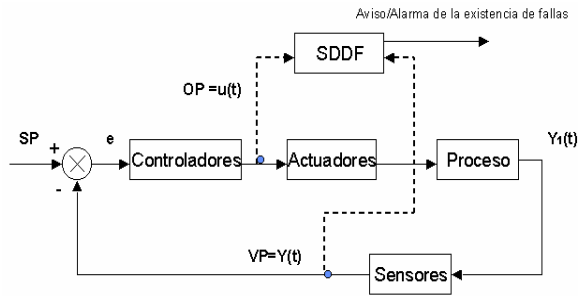 Aviso/Alarma de la existencia de fallas
SDDF
OP =u(t)
SP
+
e
Controladores
Actuadores
Proceso
Y1(t)
-
VP=Y(t)
Sensores